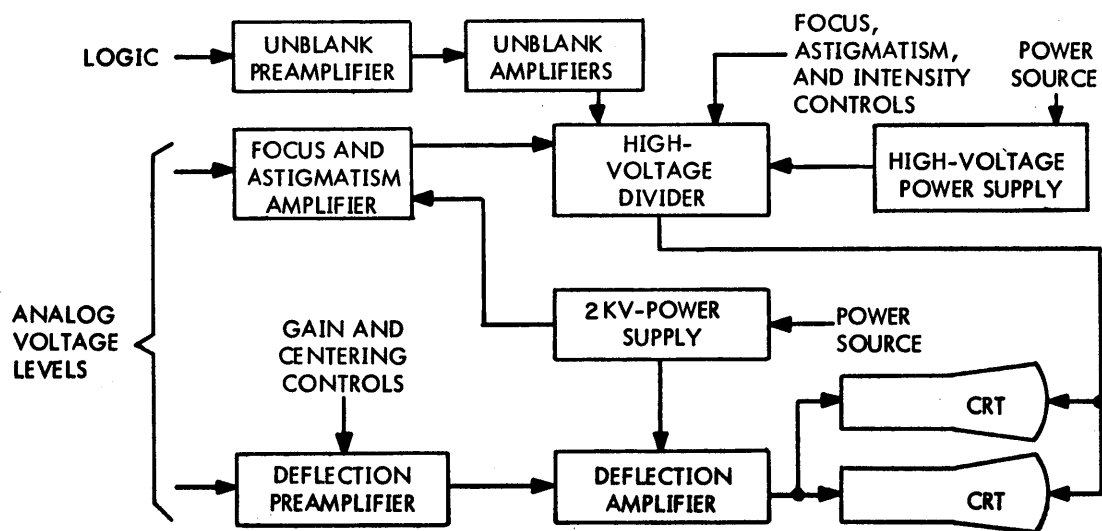 LOGIC
UNBLANK
PREAMPLIFIER
UNBLANK
AMPLIFIERS
FOCUS,
ASTIGMATISM,
AND INTENSITY
CONTROLS
POWER
SOURCE
FOCUS AND
ASTIGMATISM
AMPLIFIER
HIGH-
VOLTAGE
DIVIDER
HIGH-VOLTAGE
POWER SUPPLY
ANALOG
VOLTAGE
LEVELS
GAIN AND
CENTERING
CONTROLS
2KV-POWER
SUPPLY
POWER
SOURCE
CRT
DEFLECTION
PREAMPLIFIER
DEFLECTION
AMPLIFIER
CRT